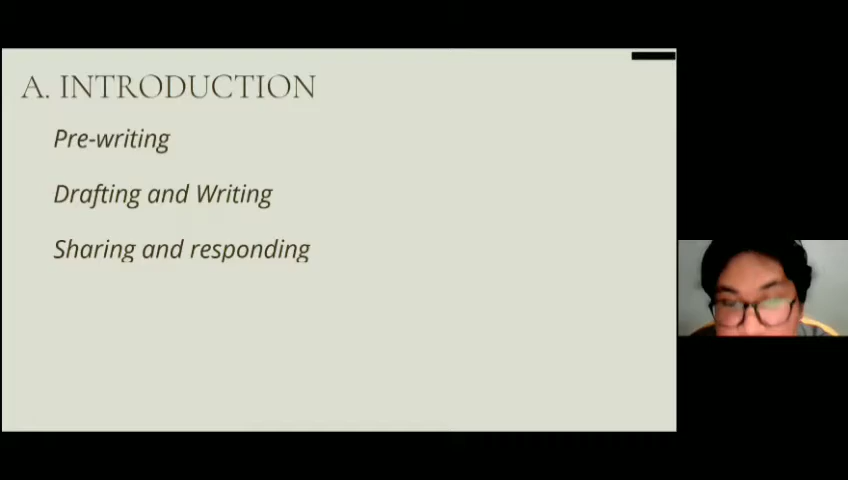 A. INTRODUCTION
Pre-writing
Drafting and Writing
Sharing and responding